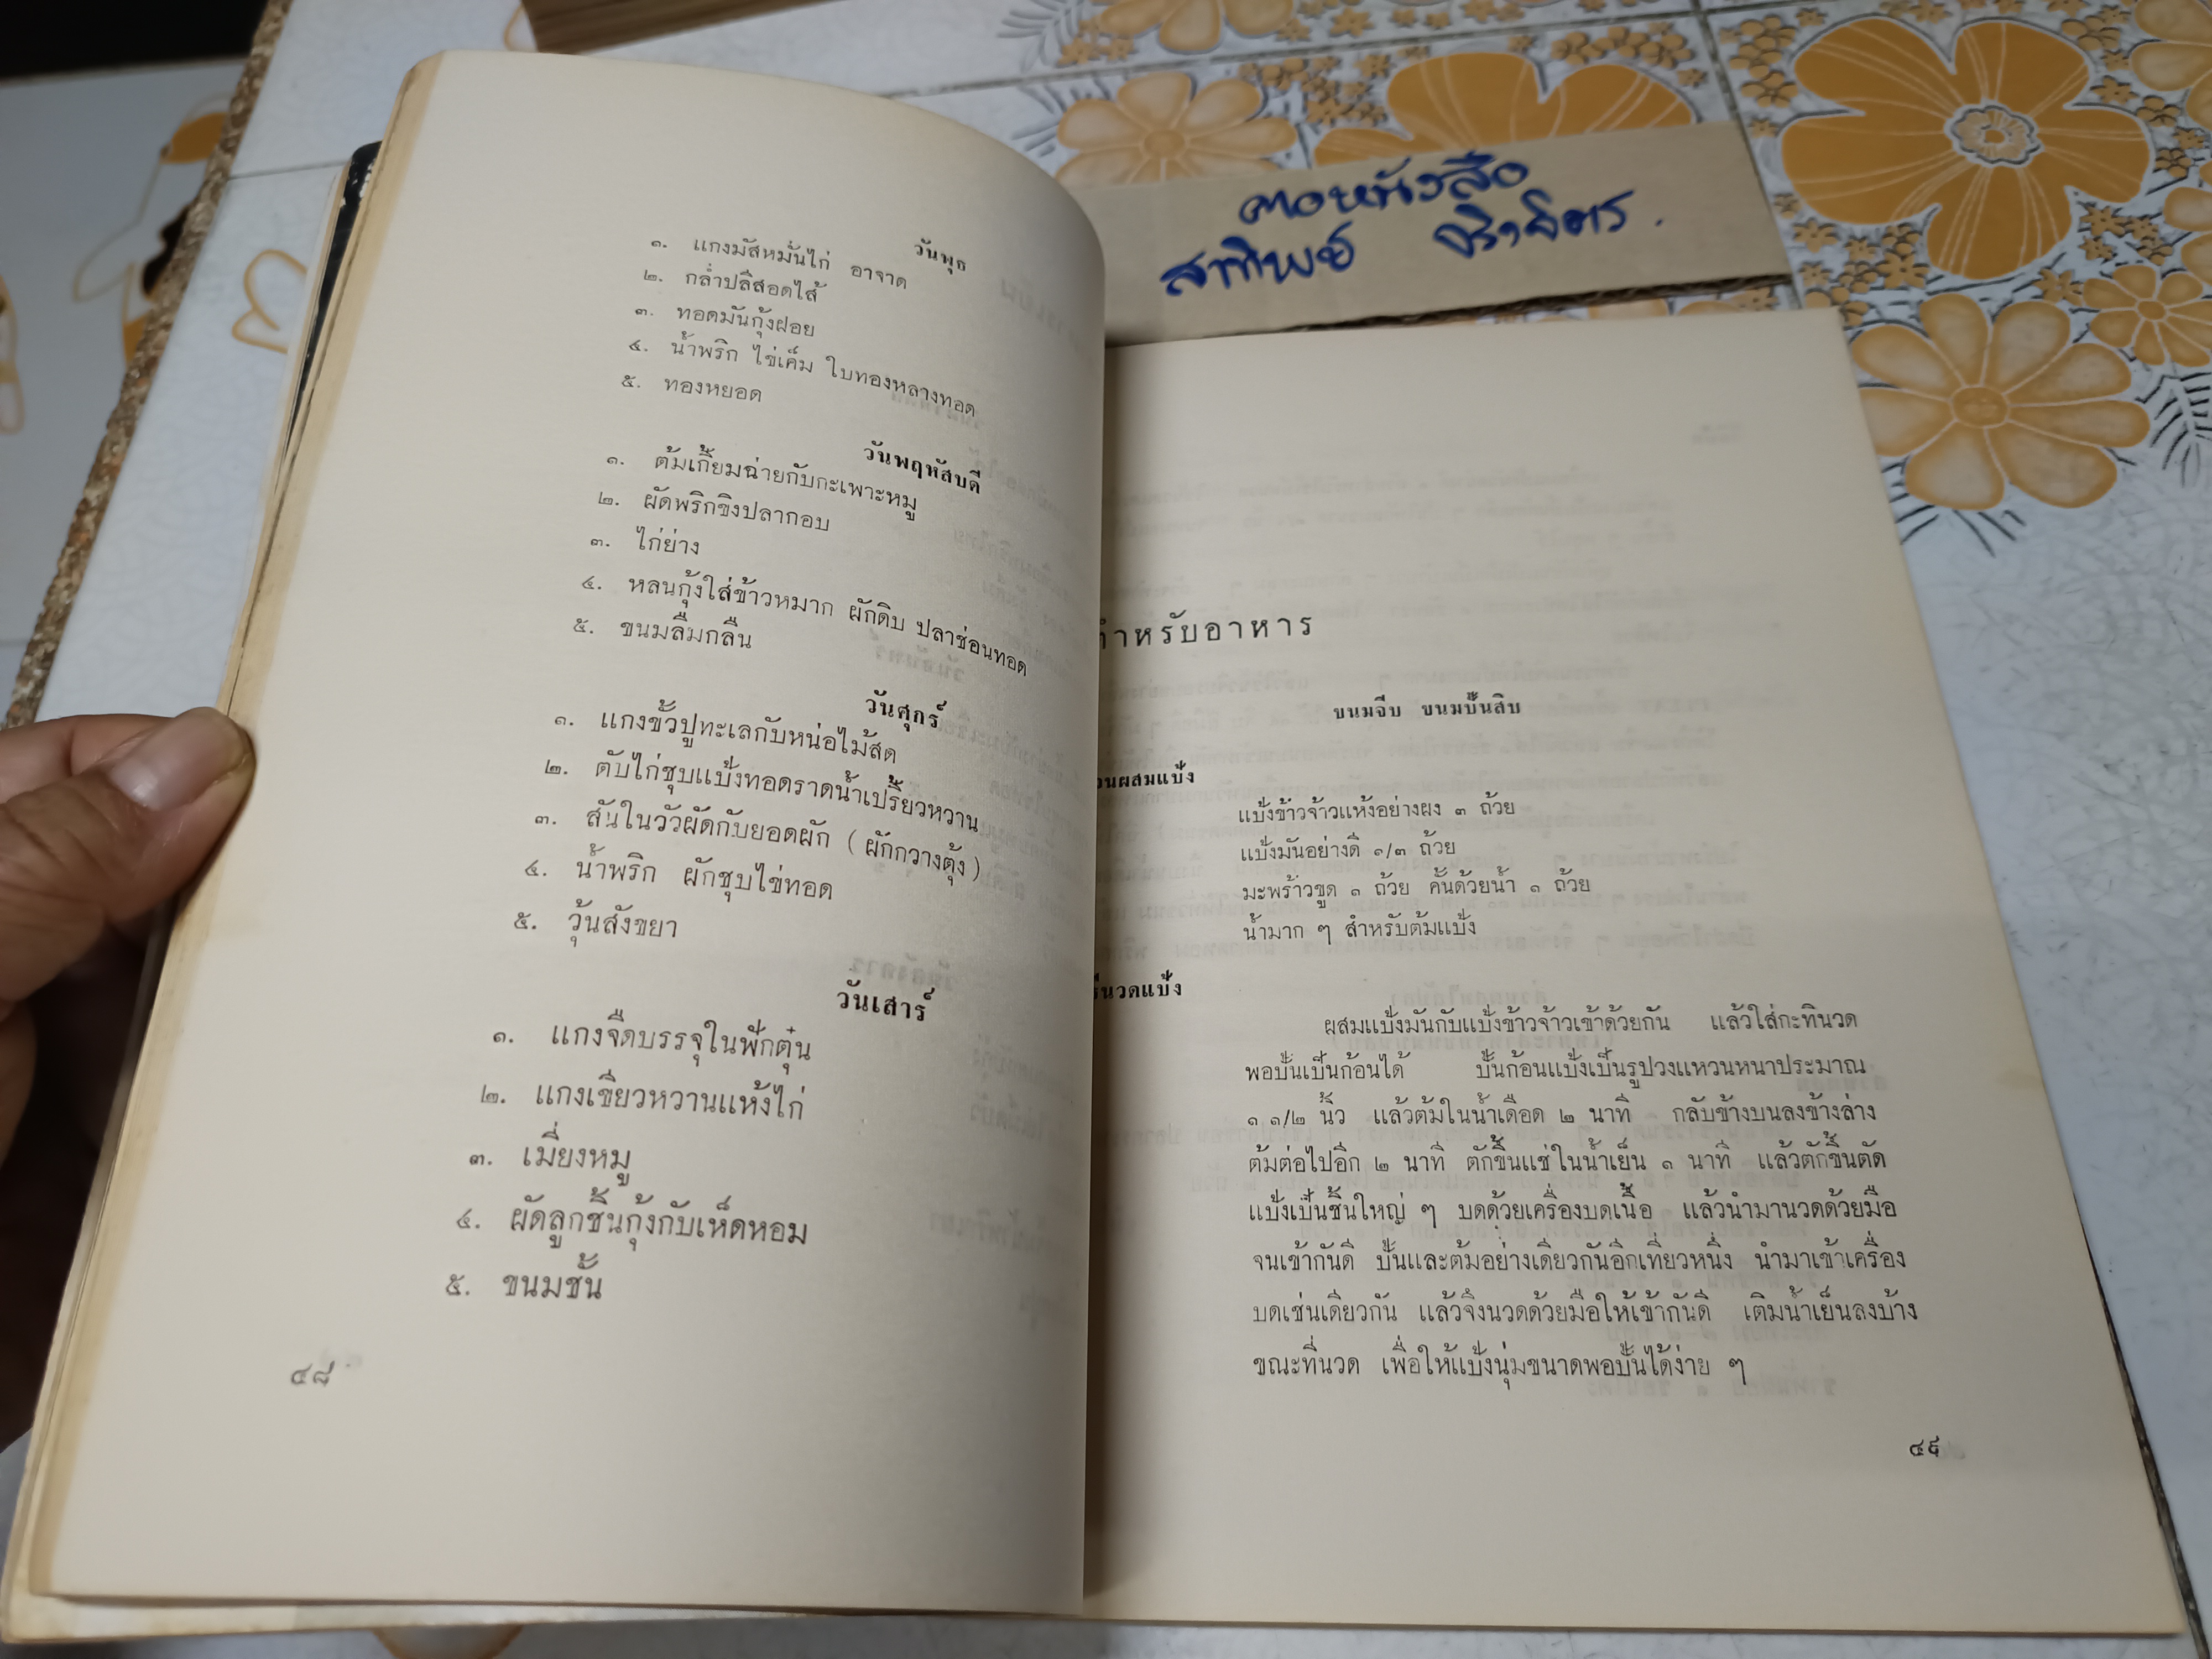 วันพุธ
๑. แกงมัสหมั่นไก่ อาจาด
๒. กล่ำปลีสอดไส้
๓. ทอดมันกุ้งฝอย
๔. น้ำพริก ไข่เค็ม ใบทองหลางทอด
๕. ทองหยอด
วันพฤหัสบดี
๑. ต้มเกี้ยมฉ่ายกับกะเพาะหมู
๒. ผัดพริกขิงปลากอบ
๓. ไก่ย่าง
๔. หลนกุ้งใส่ข้าวหมาก ผักดิบ ปลาช่อนทอด
๕. ขนมลืมกลืน
วันศุกร์
๑. แกงขั้วปูทะเลกับหน่อไม้สด
๒. ตับไก่ชุบแป้งทอดราดน้ำเปรี้ยวหวาน
๓. สันในวัวผัดกับยอดผัก ( ผักกวางตุ้ง )
๔. น้ำพริก ผักชุบไข่ทอด
๕. วุ้นสังขยา
วันเสาร์
๑. แกงจืดบรรจุในฟักตุ๋น
๒. แกงเขียวหวานแห้งไก่
๓. เมี่ยงหมู
๔. ผัดลูกชิ้นกุ้งกับเห็ดหอม
๕. ขนมชั้น
๔๘
ตอหนังสือ
สาทิพย์
ตำหรับอาหาร
ขนมจีบ ขนมปั้นสิบ
ส่วนผสมแป้ง
แป้งข้าวจ้าวแห้งอย่างผง ๓ ถ้วย
แป้งมันอย่างดี ๑/๓ ถ้วย
มะพร้าวขูด ๑ ถ้วย คั้นด้วยน้ำ ๑ ถ้วย
น้ำมาก ๆ สำหรับต้มแป้ง
วิธีนวดแป้ง
ผสมแป้งมันกับแป้งข้าวจ้าวเข้าด้วยกัน แล้วใส่กะทินวด
พอปั้นเป็นก้อนได้ ปั้นก้อนแป้งเป็นรูปวงแหวนหนาประมาณ
๑ ๑/๒ นิ้ว แล้วต้มในน้ำเดือด ๒ นาที กลับข้างบนลงข้างล่าง
ต้มต่อไปอีก ๒ นาที ตักขึ้นแช่ในน้ำเย็น ๑ นาที แล้วตักขึ้นตัด
แป้งเป็นชิ้นใหญ่ ๆ บดด้วยเครื่องบดเนื้อ แล้วนำมานวดด้วยมือ
จนเข้ากันดี ปั้นและต้มอย่างเดียวกันอีกเที่ยวหนึ่ง นำมาเข้าเครื่อง
บดเช่นเดียวกัน แล้วจึงนวดด้วยมือให้เข้ากันดี เติมน้ำเย็นลงบ้าง
ขณะที่นวด เพื่อให้แป้งนุ่มขนาดพอปั้นได้ง่าย ๆ
๔๙